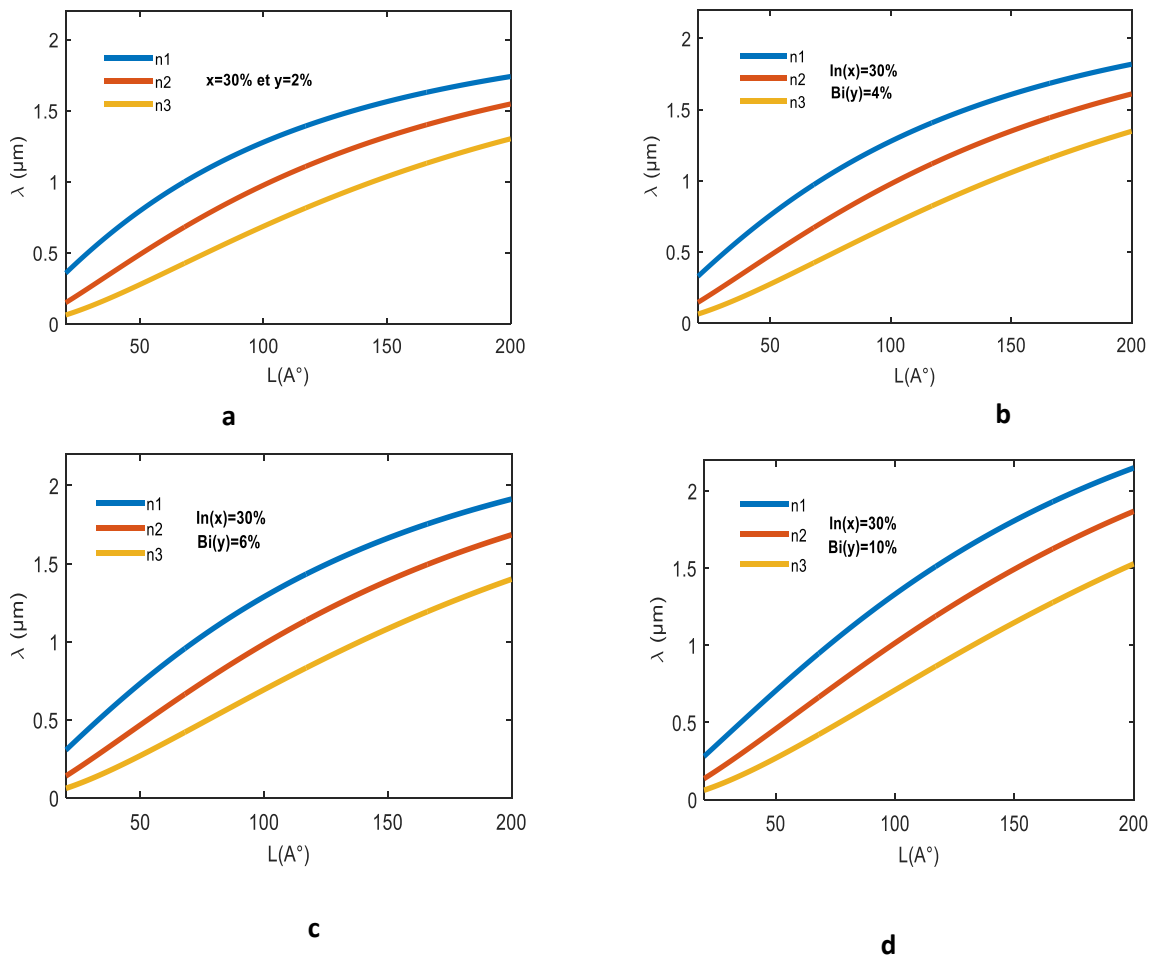 2
1.5
1
0.5
0
λ (μm)
n1
n2
n3
x=30% et y=2%
50
100
150
200
L(A°)
a
2
1.5
1
0.5
0
λ (μm)
n1
n2
n3
In(x)=30%
Bi(y)=4%
50
100
150
200
L(A°)
b
2
1.5
1
0.5
0
λ (μm)
n1
n2
n3
In(x)=30%
Bi(y)=6%
50
100
150
200
L(A°)
c
2
1.5
1
0.5
0
λ (μm)
n1
n2
n3
In(x)=30%
Bi(y)=10%
50
100
150
200
L(A°)
d